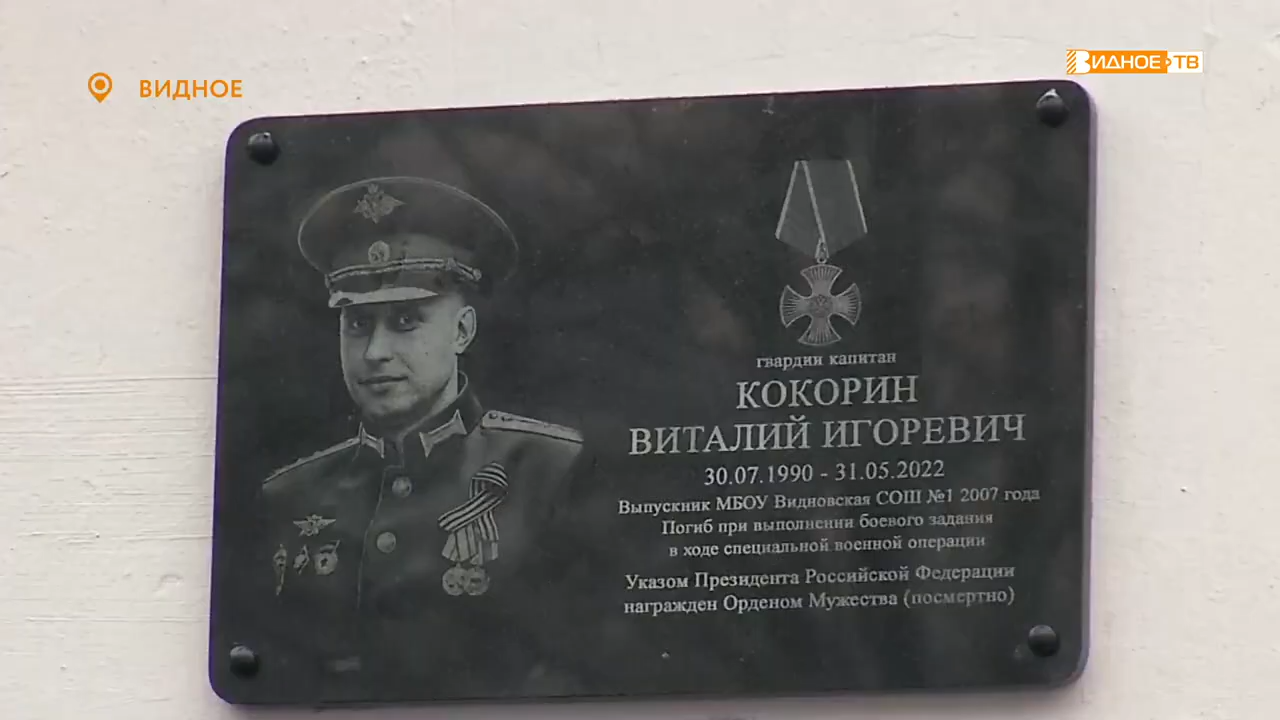 ВИДНОЕ
ВИДНОЕ ТВ
гвардии капитан
КОКОРИН
ВИТАЛИЙ ИГОРЕВИЧ
30.07.1990 - 31.05.2022
Выпускник МБОУ Видновская СОШ №1 2007 года
Погиб при выполнении боевого задания
в ходе специальной военной операции
Указом Президента Российской Федерации
награжден Орденом Мужества (посмертно)